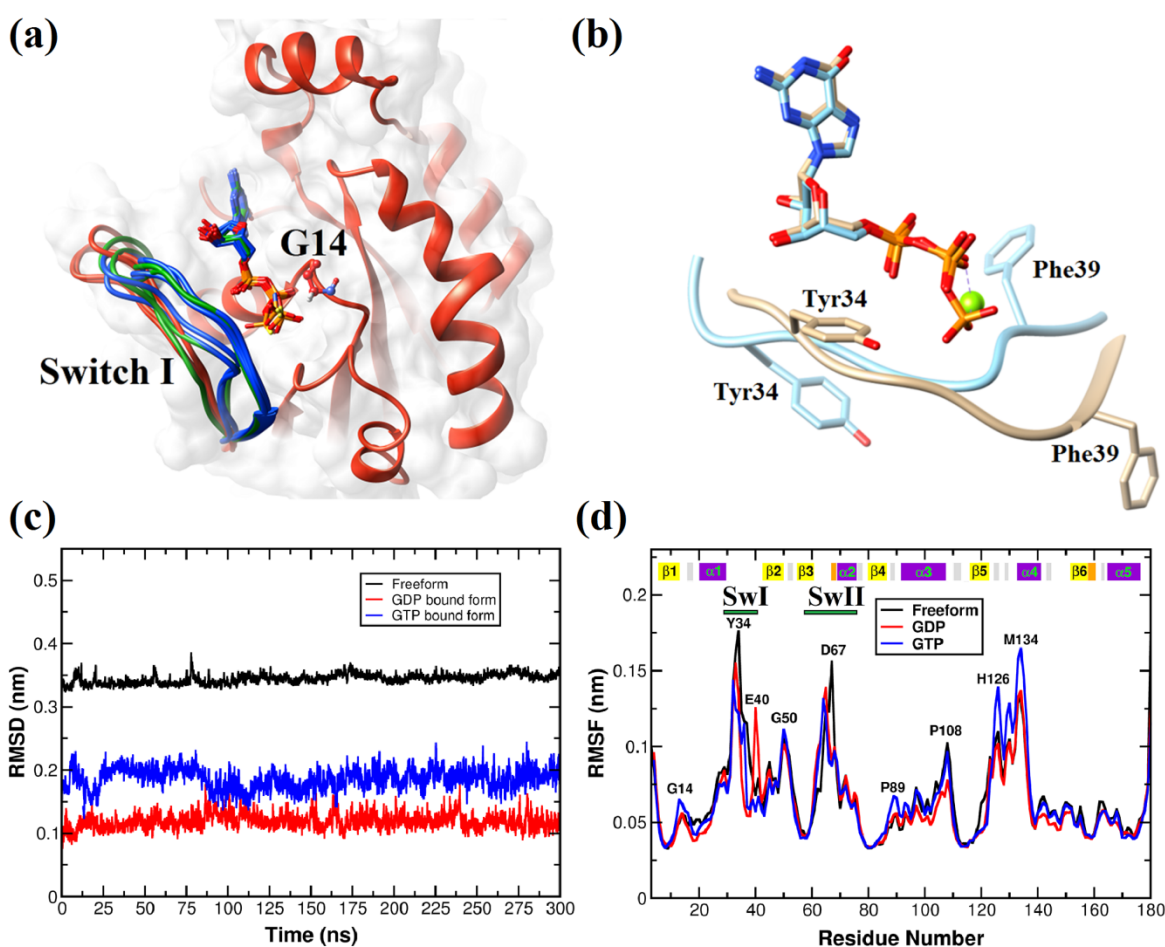 (a)
G14
Switch I
(b)
Phe39
Tyr34
Tyr34
Phe39
(c)
0.5
0.4
0.3
0.2
0.1
0
RMSD (nm)
Freeform
GDP bound form
GTP bound form
0 25 50 75 100 125 150 175 200 225 250 275 300
Time (ns)
(d)
β1 α1 β2 β3 α2 β4 α3 β5 α4 β6 α5
0.2
0.15
0.1
0.05
0
RMSF (nm)
SwI
SwII
Freeform
GDP
GTP
Y34
D67
M134
H126
E40
G50
P108
G14
P89
20 40 60 80 100 120 140 160 180
Residue Number